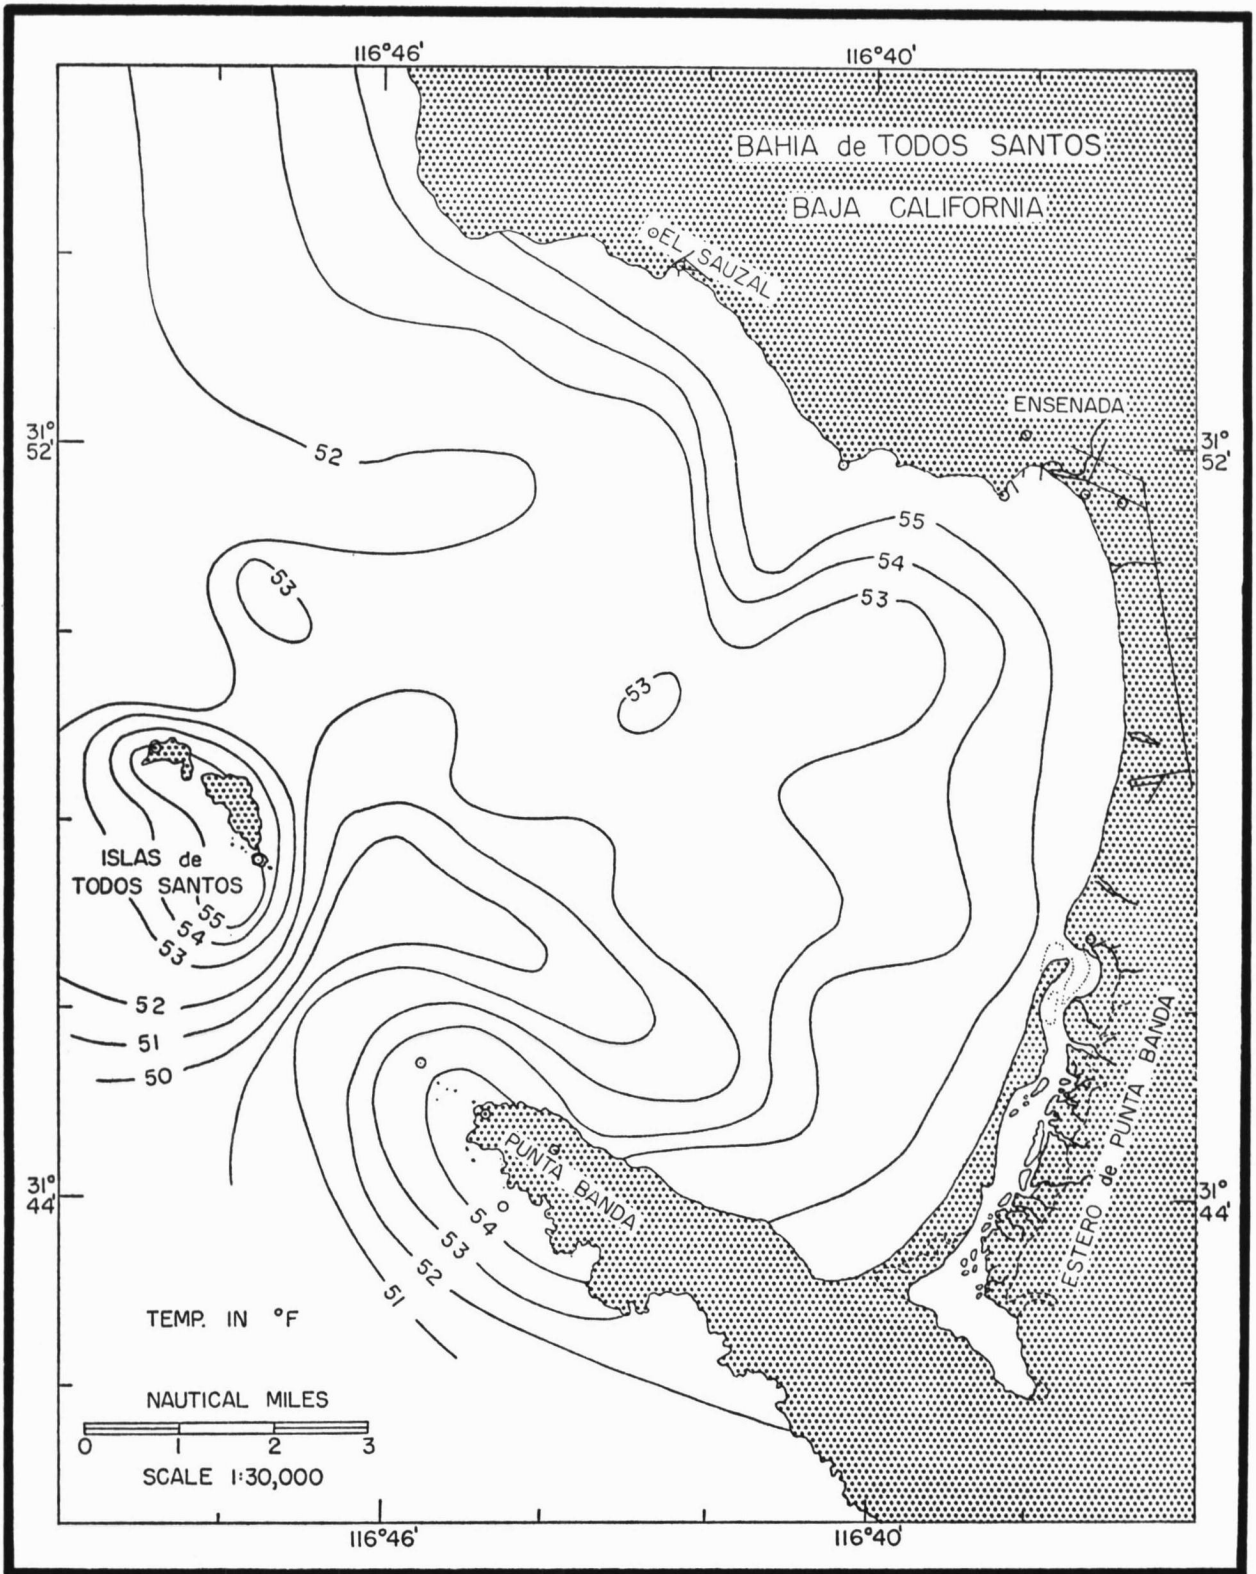 116°46'
116°40'
BAHIA de TODOS SANTOS
BAJA CALIFORNIA
EL SAUZAL
ENSENADA
31°
52'
52
31°
52'
55
54
53
53
53
ISLAS de
TODOS SANTOS
55
54
53
52
51
50
PUNTA BANDA
ESTERO de PUNTA BANDA
31°
44'
31°
44'
54
53
52
51
TEMP. IN °F
NAUTICAL MILES
0 1 2 3
SCALE 1:30,000
116°46'
116°40'